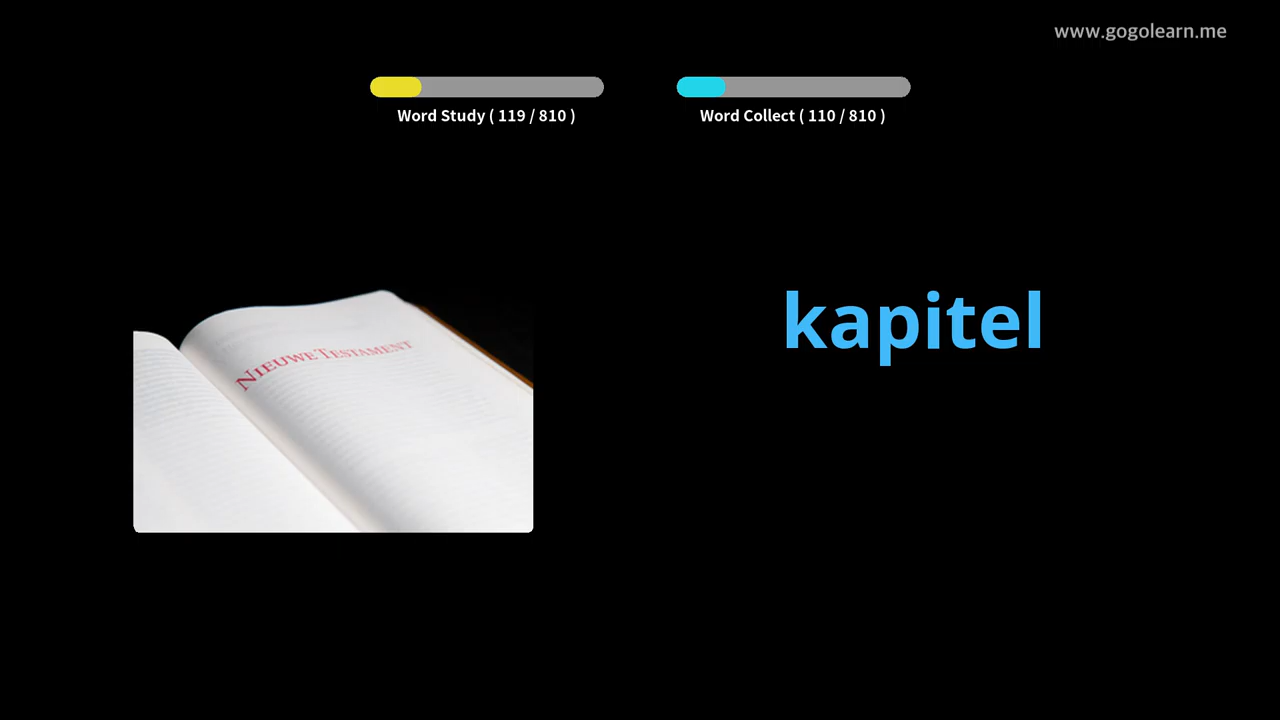 www.gogolearn.me
Word Study ( 119 / 810 )
Word Collect ( 110 / 810 )
NIEUWE TESTAMENT
kapitel